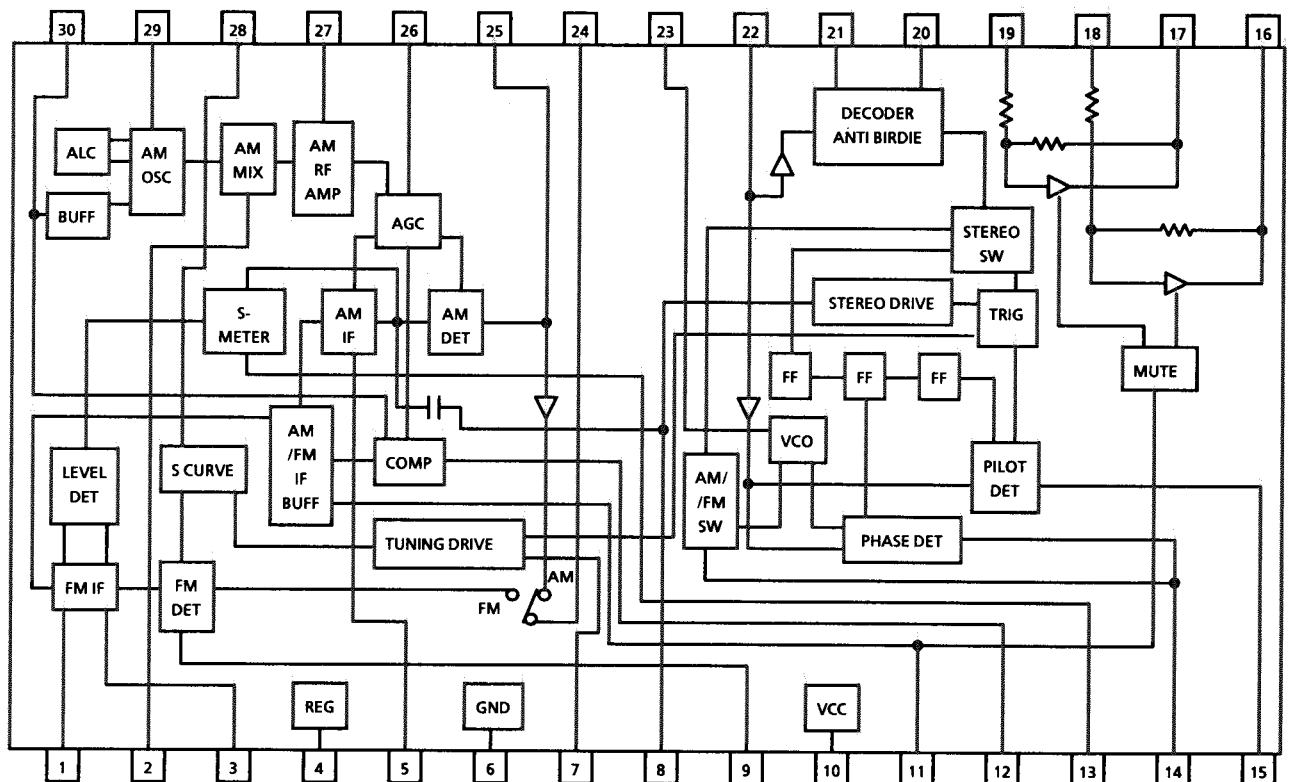 30 29 28 27 26 25 24 23 22 21 20 19 18 17 16
ALC
AM
OSC
AM
MIX
AM
RF
AMP
DECODER
ANTI BIRDIE
BUFF
AGC
STEREO
SW
S-
METER
AM
IF
AM
DET
STEREO DRIVE
TRIG
MUTE
FF
FF
FF
AM
/FM
IF
BUFF
COMP
VCO
LEVEL
DET
S CURVE
AM/
/FM
SW
PILOT
DET
TUNING DRIVE
PHASE DET
FM IF
FM
DET
FM
AM
REG
GND
VCC
1 2 3 4 5 6 7 8 9 10 11 12 13 14 15